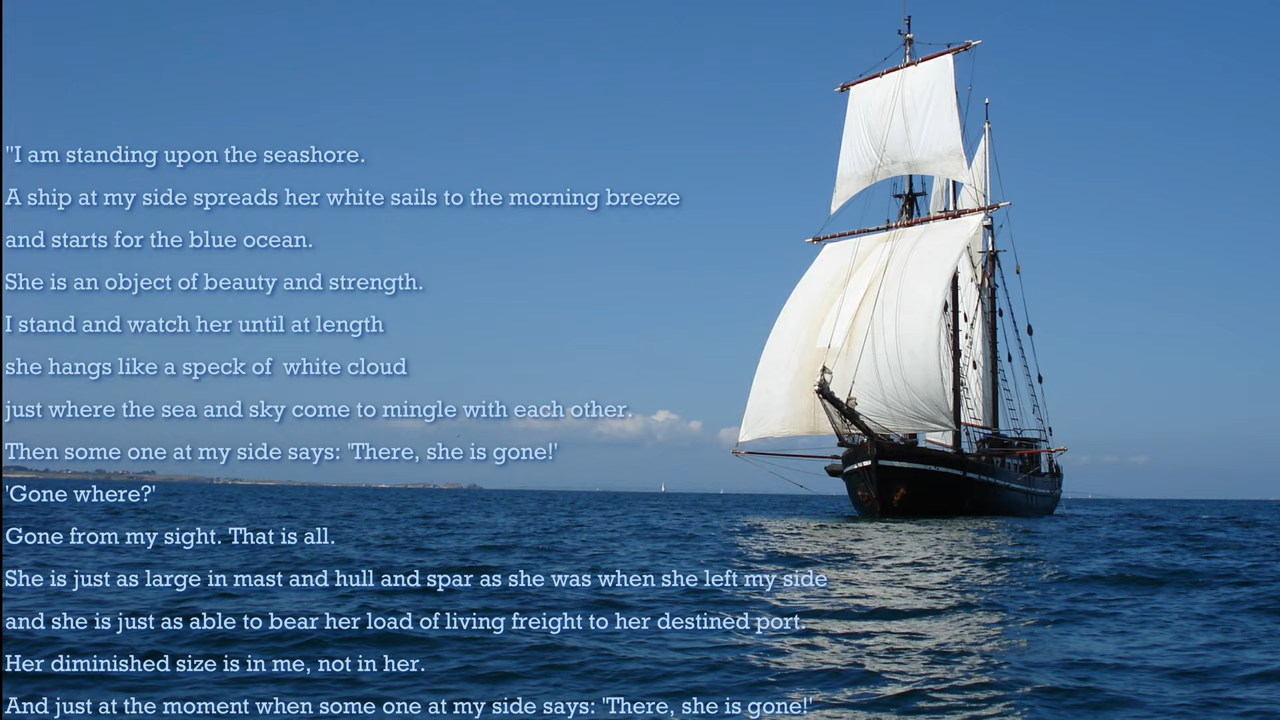 "I am standing upon the seashore.
A ship at my side spreads her white sails to the morning breeze
and starts for the blue ocean.
She is an object of beauty and strength.
I stand and watch her until at length
she hangs like a speck of  white cloud
just where the sea and sky come to mingle with each other.
Then some one at my side says: 'There, she is gone!'
'Gone where?'
Gone from my sight. That is all.
She is just as large in mast and hull and spar as she was when she left my side
and she is just as able to bear her load of living freight to her destined port.
Her diminished size is in me, not in her.
And just at the moment when some one at my side says: 'There, she is gone!'